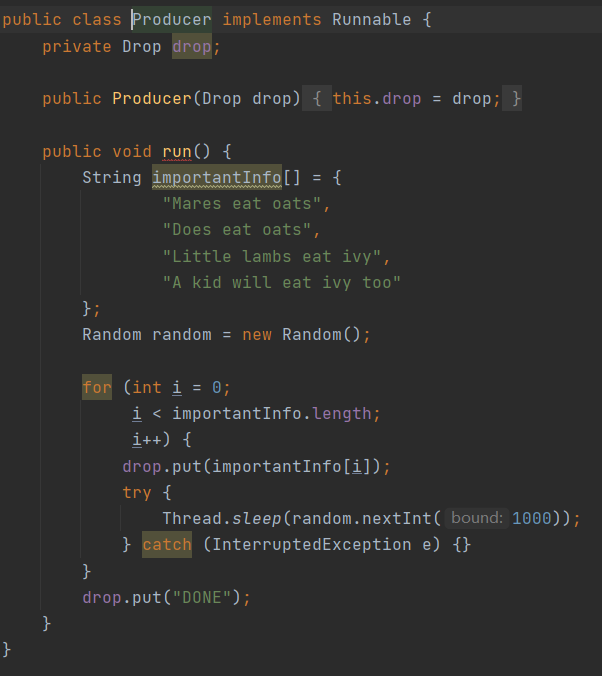 public class Producer implements Runnable {
    private Drop drop;

    public Producer(Drop drop) { this.drop = drop; }

    public void run() {
        String importantInfo[] = {
                "Mares eat oats",
                "Does eat oats",
                "Little lambs eat ivy",
                "A kid will eat ivy too"
        };
        Random random = new Random();

        for (int i = 0;
             i < importantInfo.length;
             i++) {
            drop.put(importantInfo[i]);
            try {
                Thread.sleep(random.nextInt( bound: 1000));
            } catch (InterruptedException e) {}
        }
        drop.put("DONE");
    }
}